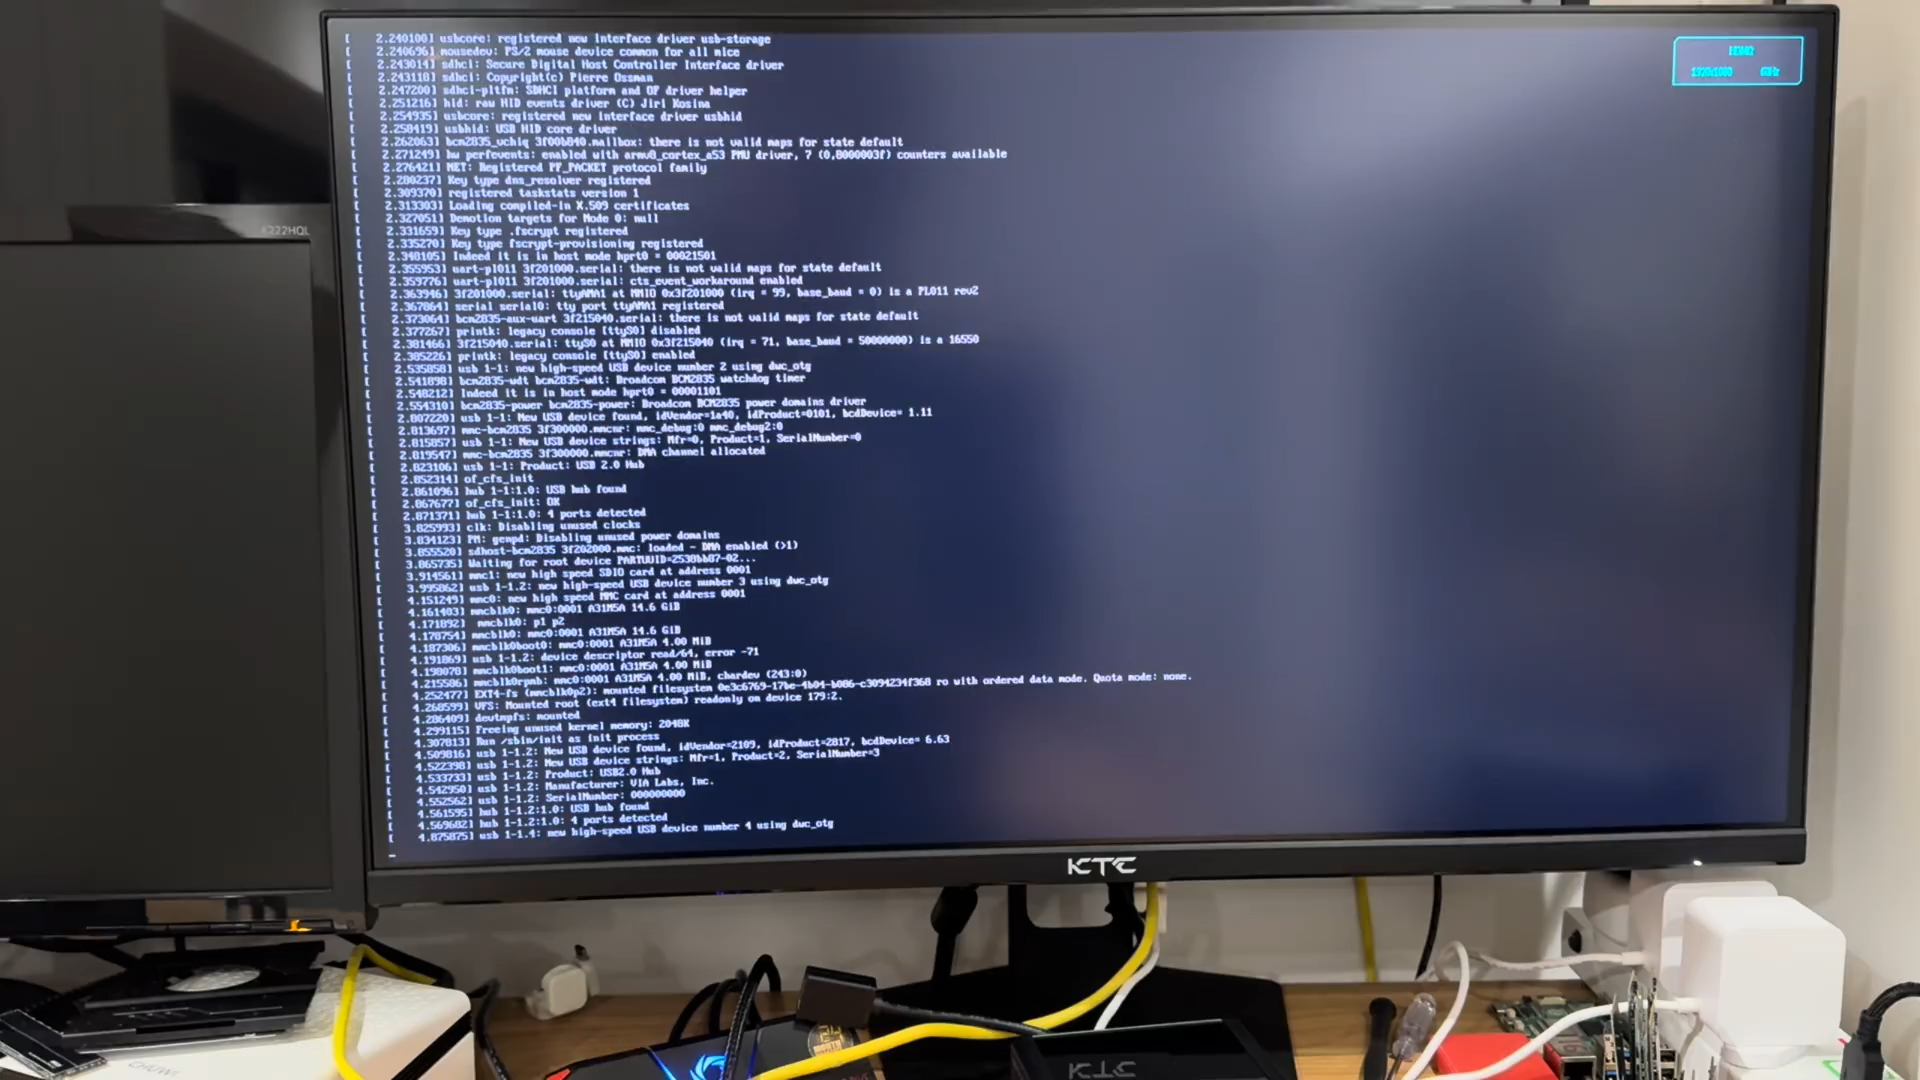 [    2.240100] usbcore: registered new interface driver usb-storage
[    2.240696] mousedev: PS/2 mouse device common for all mice
[    2.243014] sdhci: Secure Digital Host Controller Interface driver
[    2.243118] sdhci: Copyright(c) Pierre Ossman
[    2.247200] sdhci-pltfm: SDHCI platform and OF driver helper
[    2.251216] hid: raw HID events driver (C) Jiri Kosina
[    2.254935] usbcore: registered new interface driver usbhid
[    2.258419] usbhid: USB HID core driver
[    2.262063] bcm2835_vchiq 3f00b840.mailbox: there is not valid maps for state default
[    2.271249] hw perfevents: enabled with armv8_cortex_a53 PMU driver, 7 (0,8000003f) counters available
[    2.276421] NET: Registered PF_PACKET protocol family
[    2.280237] Key type dns_resolver registered
[    2.309370] registered taskstats version 1
[    2.313303] Loading compiled-in X.509 certificates
[    2.327051] Demotion targets for Node 0: null
[    2.331659] Key type .fscrypt registered
[    2.335270] Key type fscrypt-provisioning registered
[    2.348105] Indeed it is in host mode hprt0 = 00021501
[    2.355953] uart-pl011 3f201000.serial: there is not valid maps for state default
[    2.359776] uart-pl011 3f201000.serial: cts_event_workaround enabled
[    2.363946] 3f201000.serial: ttyAMA1 at MMIO 0x3f201000 (irq = 99, base_baud = 0) is a PL011 rev2
[    2.367864] serial serial0: tty port ttyAMA1 registered
[    2.373064] bcm2835-aux-uart 3f215040.serial: there is not valid maps for state default
[    2.377267] printk: legacy console [ttyS0] disabled
[    2.381466] 3f215040.serial: ttyS0 at MMIO 0x3f215040 (irq = 71, base_baud = 50000000) is a 16550
[    2.385226] printk: legacy console [ttyS0] enabled
[    2.535858] usb 1-1: new high-speed USB device number 2 using dwc_otg
[    2.541898] bcm2835-wdt bcm2835-wdt: Broadcom BCM2835 watchdog timer
[    2.548212] Indeed it is in host mode hprt0 = 00001101
[    2.554310] bcm2835-power bcm2835-power: Broadcom BCM2835 power domains driver
[    2.807220] usb 1-1: New USB device found, idVendor=1a40, idProduct=0101, bcdDevice= 1.11
[    2.813697] mmc-bcm2835 3f300000.mmcnr: mmc_debug:0 mmc_debug2:0
[    2.815857] usb 1-1: New USB device strings: Mfr=0, Product=1, SerialNumber=0
[    2.819547] mmc-bcm2835 3f300000.mmcnr: DMA channel allocated
[    2.823106] usb 1-1: Product: USB 2.0 Hub
[    2.852314] of_cfs_init
[    2.861096] hub 1-1:1.0: USB hub found
[    2.867677] of_cfs_init: OK
[    2.871371] hub 1-1:1.0: 4 ports detected
[    3.825993] clk: Disabling unused clocks
[    3.834123] PM: genpd: Disabling unused power domains
[    3.855520] sdhost-bcm2835 3f202000.mmc: loaded - DMA enabled (>1)
[    3.865735] Waiting for root device PARTUUID=2538bb87-02...
[    3.914561] mmc1: new high speed SDIO card at address 0001
[    3.995862] usb 1-1.2: new high-speed USB device number 3 using dwc_otg
[    4.151249] mmc0: new high speed MMC card at address 0001
[    4.161403] mmcblk0: mmc0:0001 A31M5A 14.6 GiB
[    4.171892]  mmcblk0: p1 p2
[    4.178754] mmcblk0: mmc0:0001 A31M5A 14.6 GiB
[    4.187306] mmcblk0boot0: mmc0:0001 A31M5A 4.00 MiB
[    4.191869] usb 1-1.2: device descriptor read/64, error -71
[    4.198078] mmcblk0boot1: mmc0:0001 A31M5A 4.00 MiB
[    4.215586] mmcblk0rpmb: mmc0:0001 A31M5A 4.00 MiB, chardev (243:0)
[    4.252477] EXT4-fs (mmcblk0p2): mounted filesystem 0e3c6769-17be-4b04-b086-c3094234f368 ro with ordered data mode. Quota mode: none.
[    4.268599] VFS: Mounted root (ext4 filesystem) readonly on device 179:2.
[    4.286409] devtmpfs: mounted
[    4.299115] Freeing unused kernel memory: 2048K
[    4.307813] Run /sbin/init as init process
[    4.509816] usb 1-1.2: New USB device found, idVendor=2109, idProduct=2817, bcdDevice= 6.63
[    4.522398] usb 1-1.2: New USB device strings: Mfr=1, Product=2, SerialNumber=3
[    4.533733] usb 1-1.2: Product: USB2.0 Hub
[    4.542950] usb 1-1.2: Manufacturer: VIA Labs, Inc.
[    4.552562] usb 1-1.2: SerialNumber: 000000000
[    4.561595] hub 1-1.2:1.0: USB hub found
[    4.569682] hub 1-1.2:1.0: 4 ports detected
[    4.875875] usb 1-1.4: new high-speed USB device number 4 using dwc_otg
1920x1080 60Hz
K222HQL
KTC
CHUWI
KTC